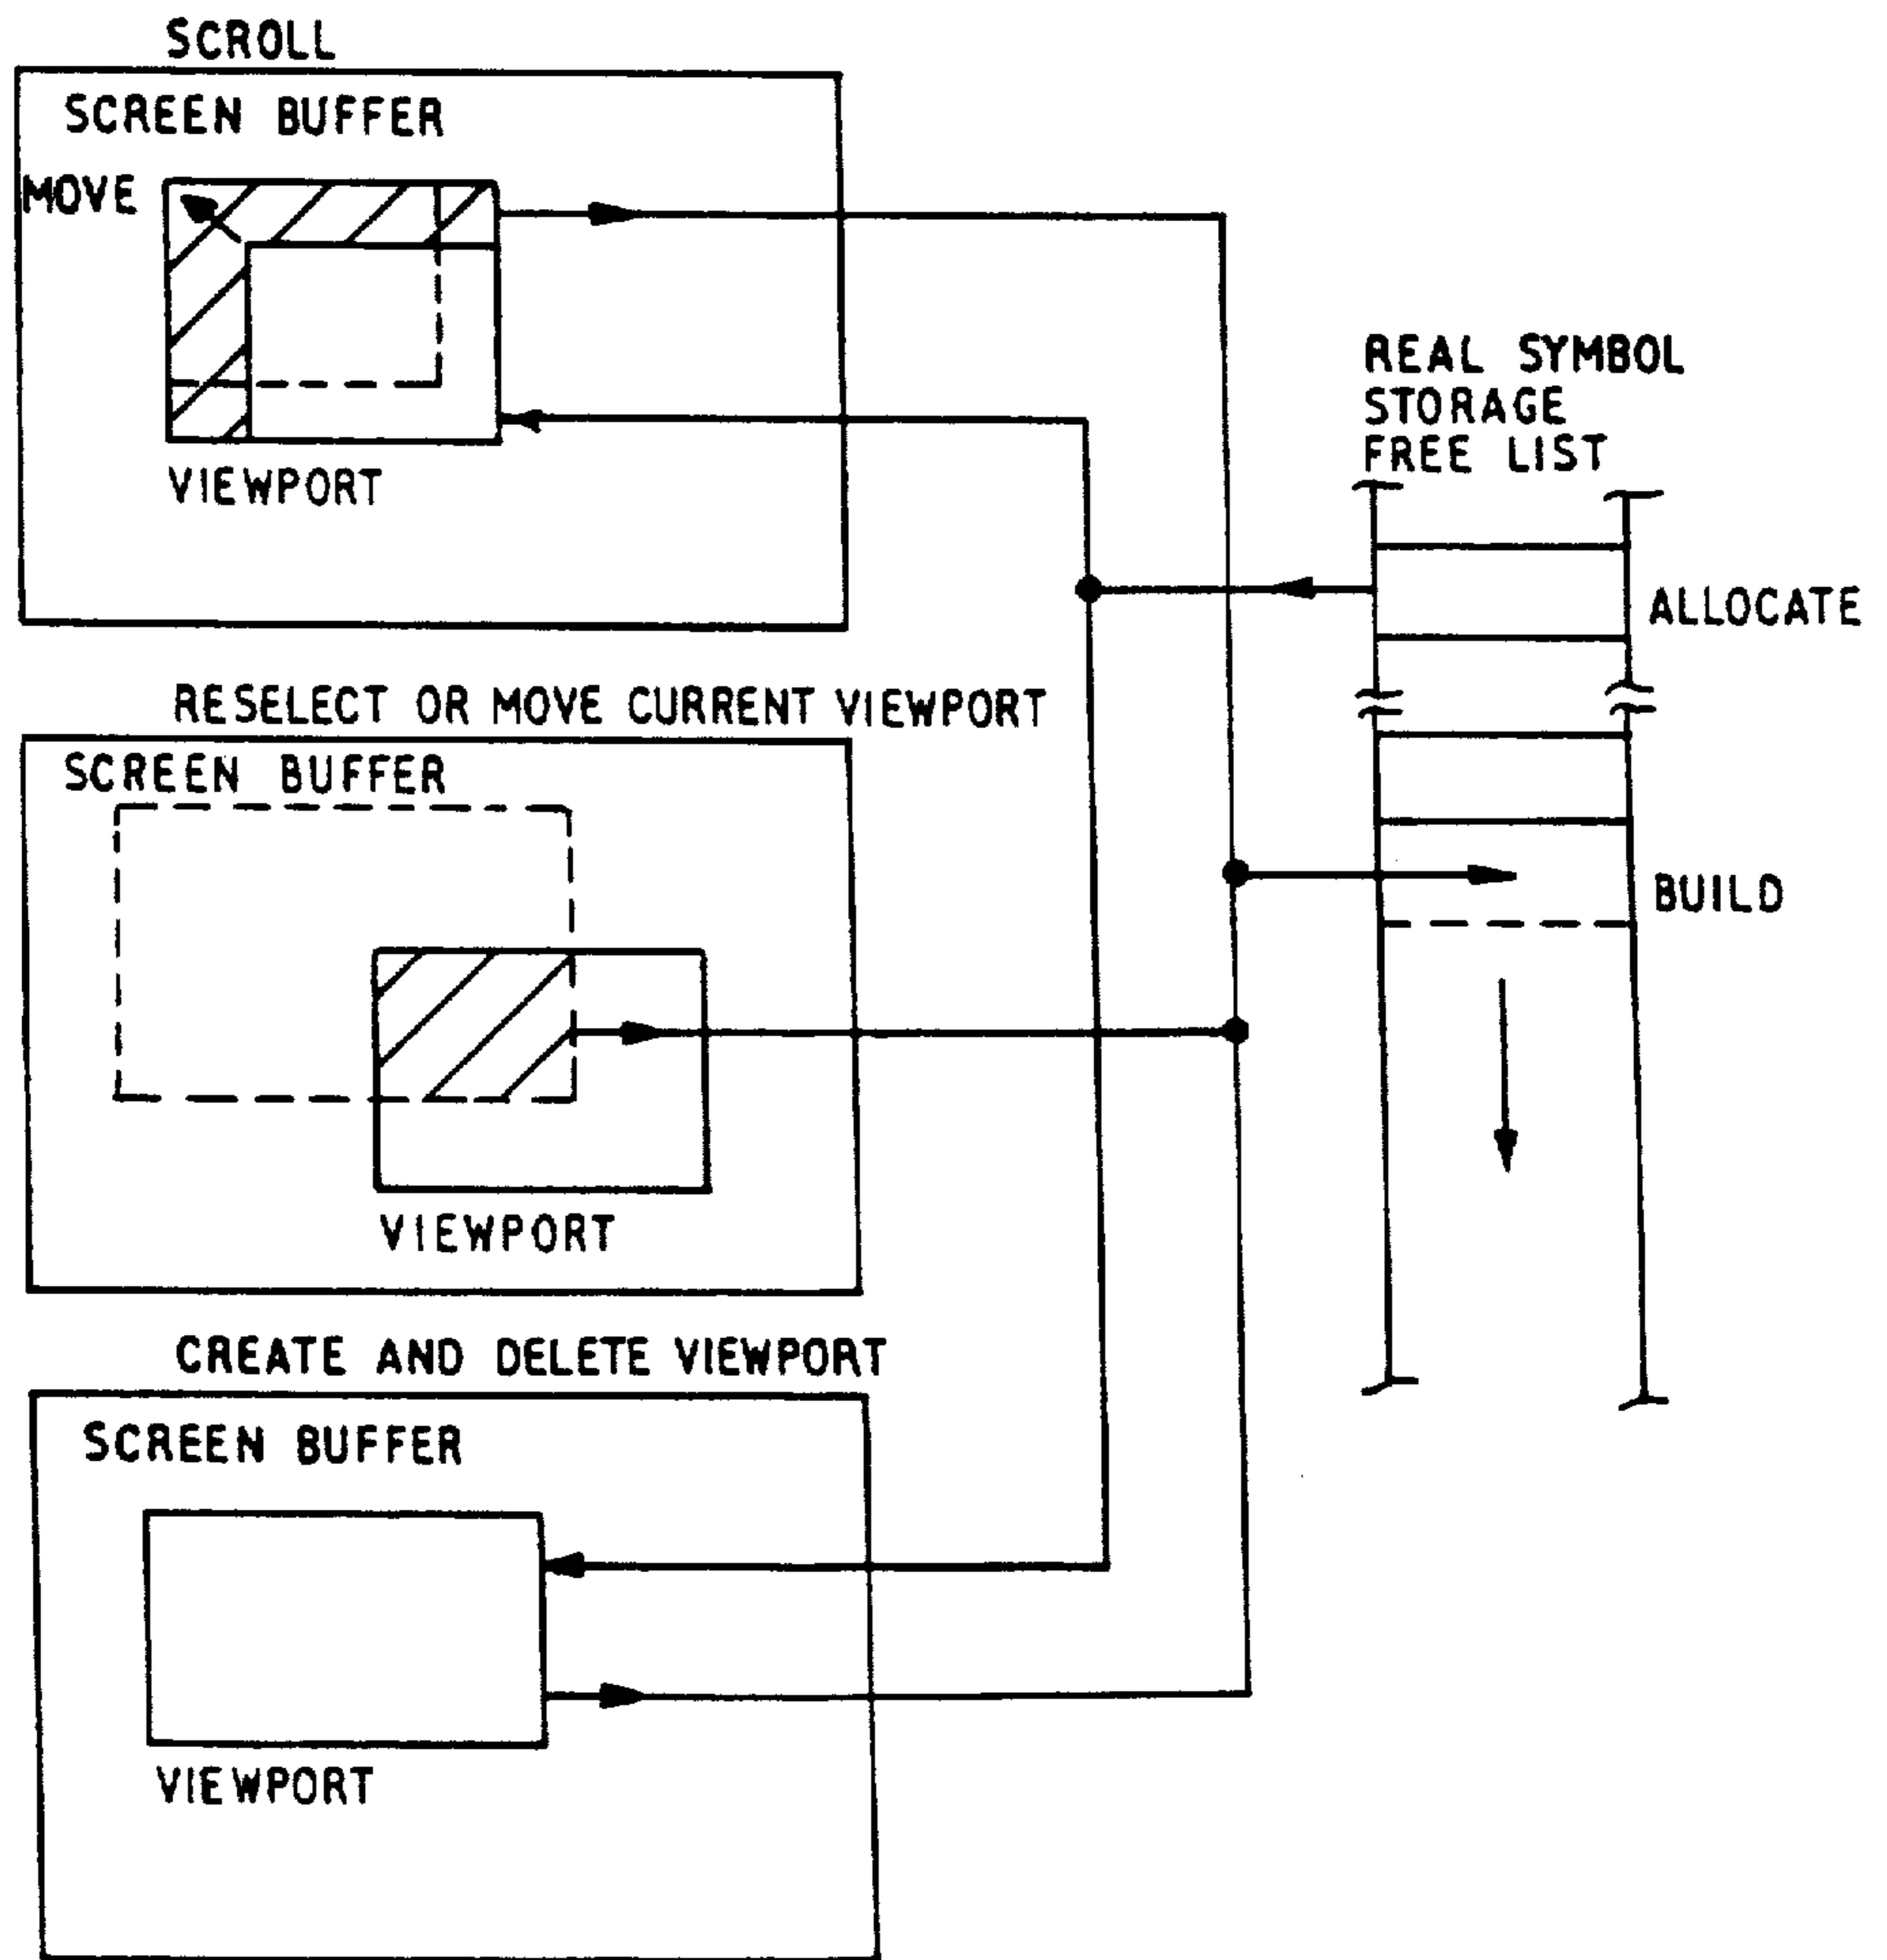 SCROLL
SCREEN BUFFER
MOVE
VIEWPORT
REAL SYMBOL
STORAGE
FREE LIST
ALLOCATE
RESELECT OR MOVE CURRENT VIEWPORT
SCREEN BUFFER
BUILD
VIEWPORT
CREATE AND DELETE VIEWPORT
SCREEN BUFFER
VIEWPORT